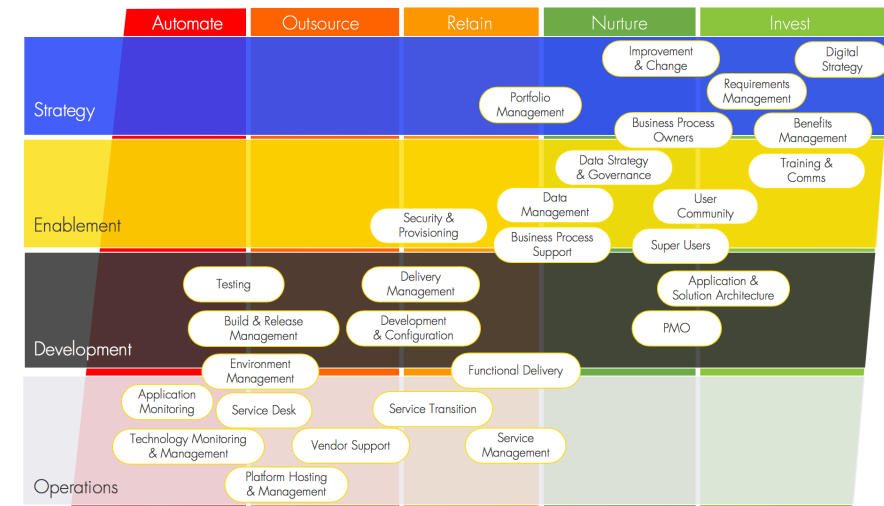 Automate
Outsource
Retain
Nurture
Invest
Strategy
Improvement
& Change
Digital
Strategy
Requirements
Management
Portfolio
Management
Business Process
Owners
Benefits
Management
Enablement
Data Strategy
& Governance
Training &
Comms
Data
Management
User
Community
Security &
Provisioning
Business Process
Support
Super Users
Development
Testing
Delivery
Management
Application &
Solution Architecture
Build & Release
Management
Development
& Configuration
PMO
Environment
Management
Functional Delivery
Operations
Application
Monitoring
Service Desk
Service Transition
Technology Monitoring
& Management
Vendor Support
Service
Management
Platform Hosting
& Management